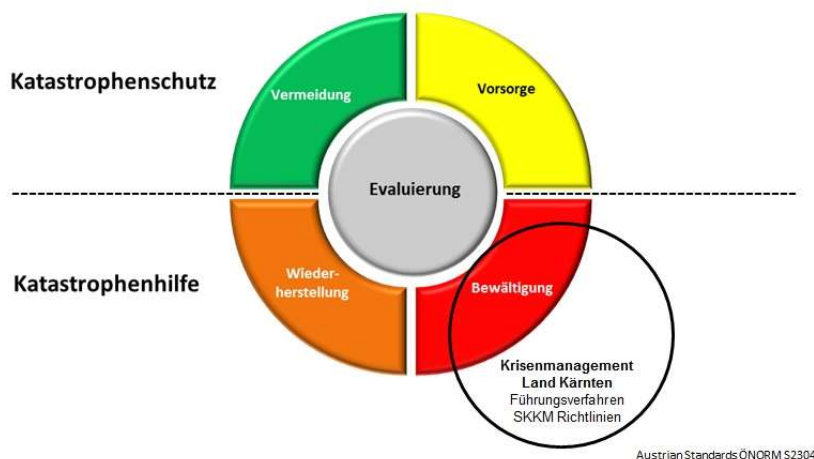 Katastrophenschutz
Vermeidung
Vorsorge
Evaluierung
Katastrophenhilfe
Wieder-
herstellung
Bewältigung
Krisenmanagement
Land Kärnten
Führungsverfahren
SKKM Richtlinien
Austrian Standards ÖNORM S2304